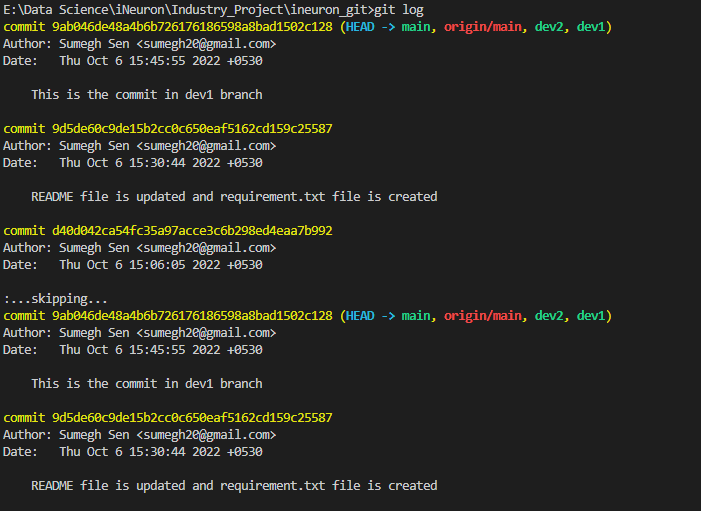 E:\Data Science\iNeuron\Industry_Project\ineuron_git>git log
commit 9ab046de48a4b6b726176186598a8bad1502c128 (HEAD -> main, origin/main, dev2, dev1)
Author: Sumegh Sen <sumegh20@gmail.com>
Date:   Thu Oct 6 15:45:55 2022 +0530
    This is the commit in dev1 branch
commit 9d5de60c9de15b2cc0c650eaf5162cd159c25587
Author: Sumegh Sen <sumegh20@gmail.com>
Date:   Thu Oct 6 15:30:44 2022 +0530
    README file is updated and requirement.txt file is created
commit d40d042ca54fc35a97acce3c6b298ed4eaa7b992
Author: Sumegh Sen <sumegh20@gmail.com>
Date:   Thu Oct 6 15:06:05 2022 +0530
:...skipping...
commit 9ab046de48a4b6b726176186598a8bad1502c128 (HEAD -> main, origin/main, dev2, dev1)
Author: Sumegh Sen <sumegh20@gmail.com>
Date:   Thu Oct 6 15:45:55 2022 +0530
    This is the commit in dev1 branch
commit 9d5de60c9de15b2cc0c650eaf5162cd159c25587
Author: Sumegh Sen <sumegh20@gmail.com>
Date:   Thu Oct 6 15:30:44 2022 +0530
    README file is updated and requirement.txt file is created